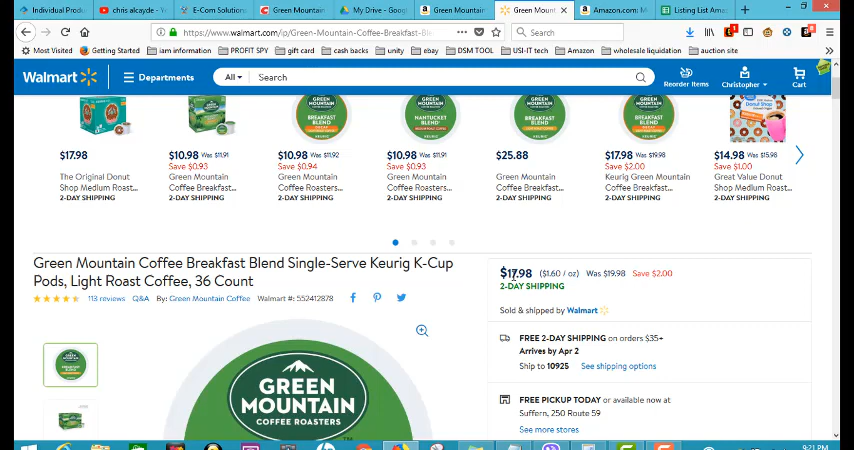 Individual Produ
chris alcayde - E
E-Com Solutions
Green Mountain
My Drive - Goog
Green Mountain
Green Mount
Amazon.com: M
Listing List Amaz
https://www.walmart.com/ip/Green-Mountain-Coffee-Breakfast-Ble
Search
Most Visited
Getting Started
iam information
PROFIT SPY
gift card
cash backs
unity
ebay
DSM TOOL
USI-IT tech
Amazon
wholesale liquidation
auction site
Walmart
Departments
All
Search
Reorder Items
Christopher
Cart
$17.98
The Original Donut
Shop Medium Roast...
2-DAY SHIPPING
$10.98 Was $11.91
Save $0.93
Green Mountain
Coffee Breakfast...
2-DAY SHIPPING
$10.98 Was $11.92
Save $0.94
Green Mountain
Coffee Roasters...
2-DAY SHIPPING
$10.98 Was $11.91
Save $0.93
Green Mountain
Coffee Roasters...
2-DAY SHIPPING
$25.88
Green Mountain
Coffee Breakfast...
2-DAY SHIPPING
$17.98 Was $19.98
Save $2.00
Keurig Green Mountain
Coffee Breakfast...
2-DAY SHIPPING
$14.98 Was $15.98
Save $1.00
Great Value Donut
Shop Medium Roast...
2-DAY SHIPPING
Green Mountain Coffee Breakfast Blend Single-Serve Keurig K-Cup
Pods, Light Roast Coffee, 36 Count
113 reviews Q&A By: Green Mountain Coffee Walmart #: 552412878
GREEN
MOUNTAIN
COFFEE ROASTERS
$17.98 ($1.60 / oz) Was $19.98 Save $2.00
2-DAY SHIPPING
Sold & shipped by Walmart
FREE 2-DAY SHIPPING on orders $35+
Arrives by Apr 2
Ship to 10925 See shipping options
FREE PICKUP TODAY or available now at
Suffern, 250 Route 59
See more stores
9:21 PM